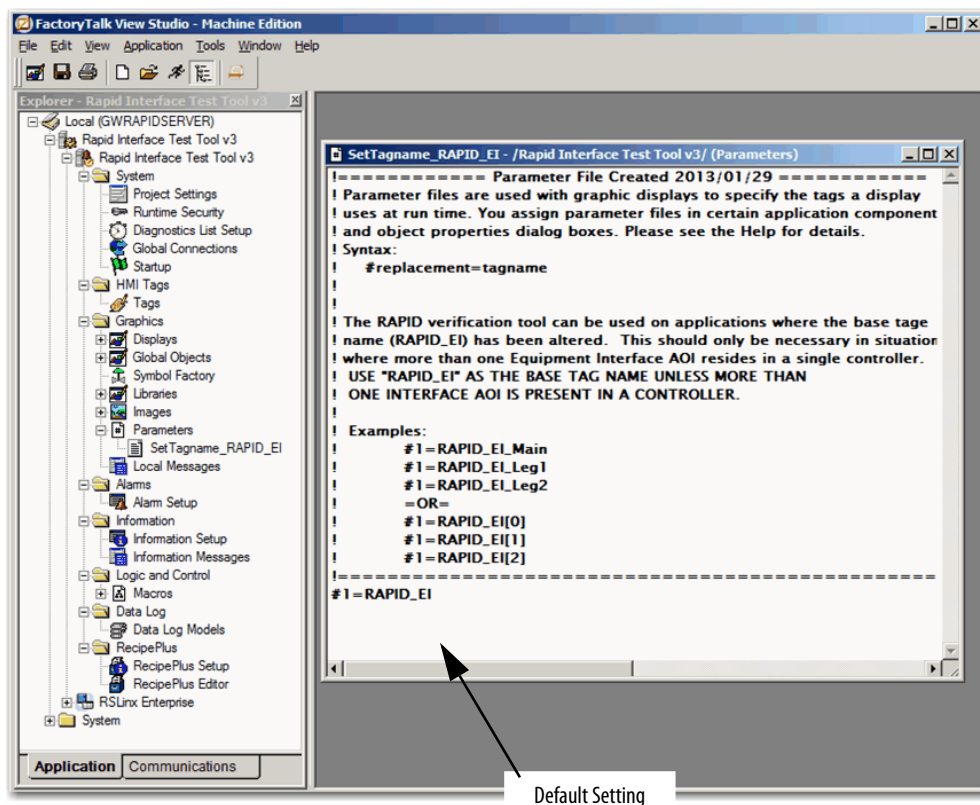 FactoryTalk View Studio - Machine Edition
File Edit View Application Tools Window Help
Explorer - Rapid Interface Test Tool v3
Local (GWRAPIDSERVER)
Rapid Interface Test Tool v3
Rapid Interface Test Tool v3
System
Project Settings
Runtime Security
Diagnostics List Setup
Global Connections
Startup
HMI Tags
Tags
Graphics
Displays
Global Objects
Symbol Factory
Libraries
Images
Parameters
SetTagname_RAPID_EI
Local Messages
Alarms
Alarm Setup
Information
Information Setup
Information Messages
Logic and Control
Macros
Data Log
Data Log Models
RecipePlus
RecipePlus Setup
RecipePlus Editor
RSLinx Enterprise
System
Application Communications
SetTagname_RAPID_EI - /Rapid Interface Test Tool v3/ (Parameters)
!============ Parameter File Created 2013/01/29 ============
! Parameter files are used with graphic displays to specify the tags a display
! uses at run time. You assign parameter files in certain application component
! and object properties dialog boxes. Please see the Help for details.
! Syntax:
! #replacement=tagname
!
!
! The RAPID verification tool can be used on applications where the base tage
! name (RAPID_EI) has been altered. This should only be necessary in situation
! where more than one Equipment Interface AOI resides in a single controller.
! USE "RAPID_EI" AS THE BASE TAG NAME UNLESS MORE THAN
! ONE INTERFACE AOI IS PRESENT IN A CONTROLLER.
!
! Examples:
! #1=RAPID_EI_Main
! #1=RAPID_EI_Leg1
! #1=RAPID_EI_Leg2
! =OR=
! #1=RAPID_EI[0]
! #1=RAPID_EI[1]
! #1=RAPID_EI[2]
!================================================
#1=RAPID_EI
Default Setting